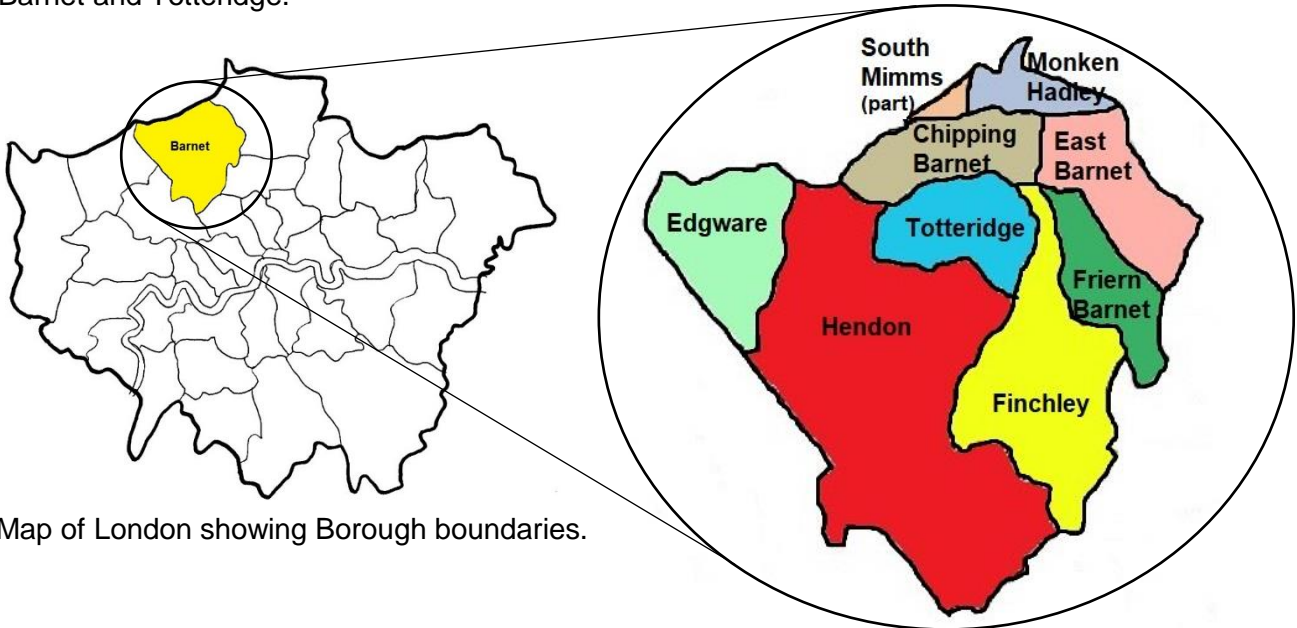 Barnet and Totteridge.
Barnet
South
Mimms
(part)
Monken
Hadley
Chipping
Barnet
East
Barnet
Edgware
Totteridge
Friern
Barnet
Hendon
Finchley
Map of London showing Borough boundaries.